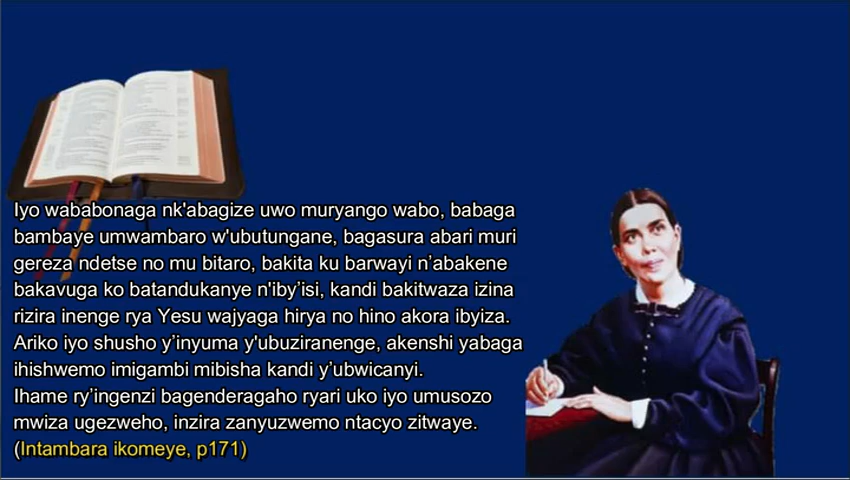 Iyo wababonaga nk'abagize uwo muryango wabo, babaga
bambaye umwambaro w'ubutungane, bagasura abari muri
gereza ndetse no mu bitaro, bakita ku barwayi n’abakene
bakavuga ko batandukanye n'iby’isi, kandi bakitwaza izina
rizira inenge rya Yesu wajyaga hirya no hino akora ibyiza.
Ariko iyo shusho y’inyuma y'ubuziranenge, akenshi yabaga
ihishwemo imigambi mibisha kandi y’ubwicanyi.
Ihame ry’ingenzi bagenderagaho ryari uko iyo umusozo
mwiza ugezweho, inzira zanyuzwemo ntacyo zitwaye.
(Intambara ikomeye, p171)